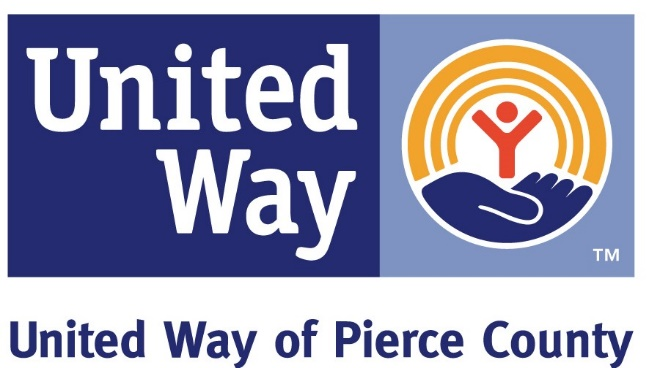 United
Way
TM
United Way of Pierce County